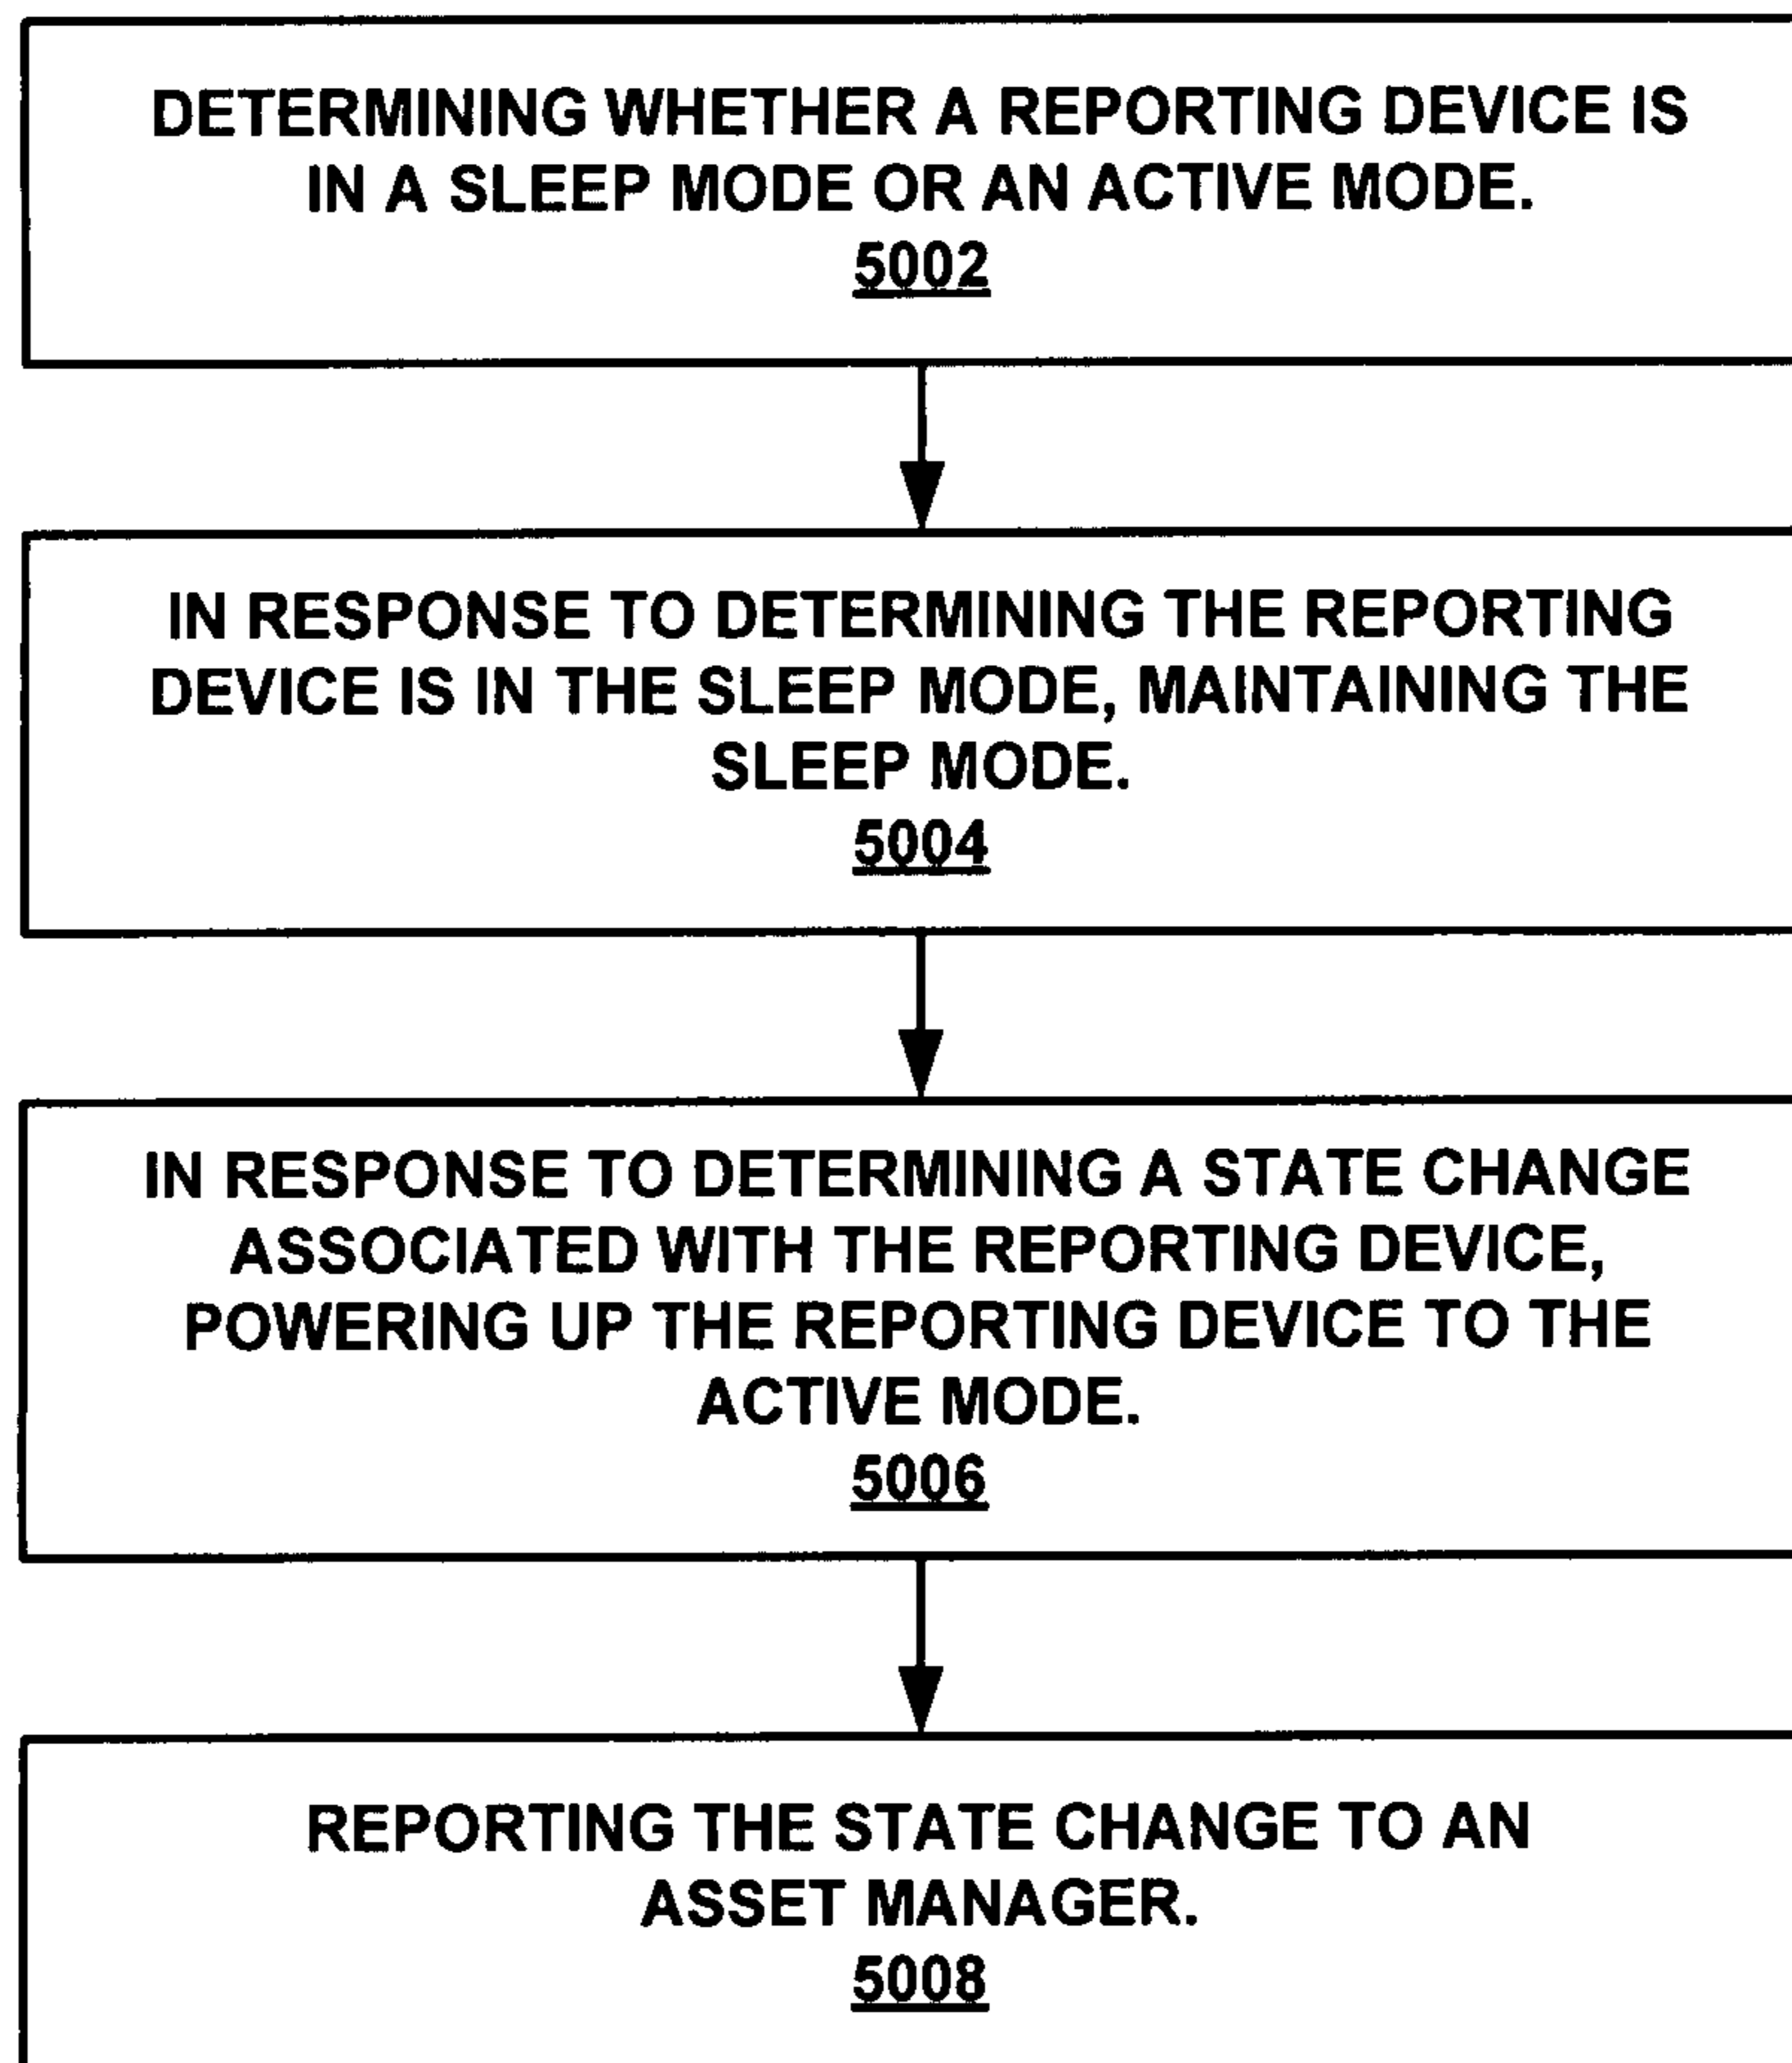 DETERMINING WHETHER A REPORTING DEVICE IS
IN A SLEEP MODE OR AN ACTIVE MODE.
5002
IN RESPONSE TO DETERMINING THE REPORTING
DEVICE IS IN THE SLEEP MODE, MAINTAINING THE
SLEEP MODE.
5004
IN RESPONSE TO DETERMINING A STATE CHANGE
ASSOCIATED WITH THE REPORTING DEVICE,
POWERING UP THE REPORTING DEVICE TO THE
ACTIVE MODE.
5006
REPORTING THE STATE CHANGE TO AN
ASSET MANAGER.
5008